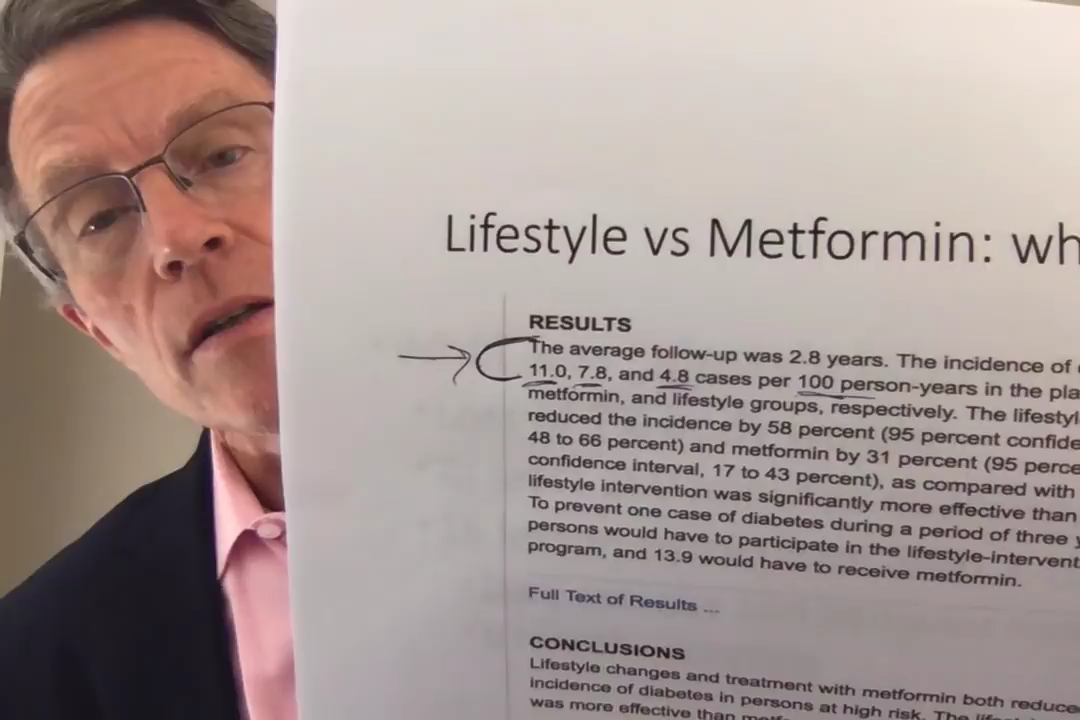 Lifestyle vs Metformin: wh
RESULTS
The average follow-up was 2.8 years. The incidence of
11.0, 7.8, and 4.8 cases per 100 person-years in the pla
metformin, and lifestyle groups, respectively. The lifestyl
reduced the incidence by 58 percent (95 percent confide
48 to 66 percent) and metformin by 31 percent (95 perce
confidence interval, 17 to 43 percent), as compared with
lifestyle intervention was significantly more effective than
To prevent one case of diabetes during a period of three y
persons would have to participate in the lifestyle-intervent
program, and 13.9 would have to receive metformin.
Full Text of Results ...
CONCLUSIONS
Lifestyle changes and treatment with metformin both reduce
incidence of diabetes in persons at high risk. The lifest
was more effective than metf